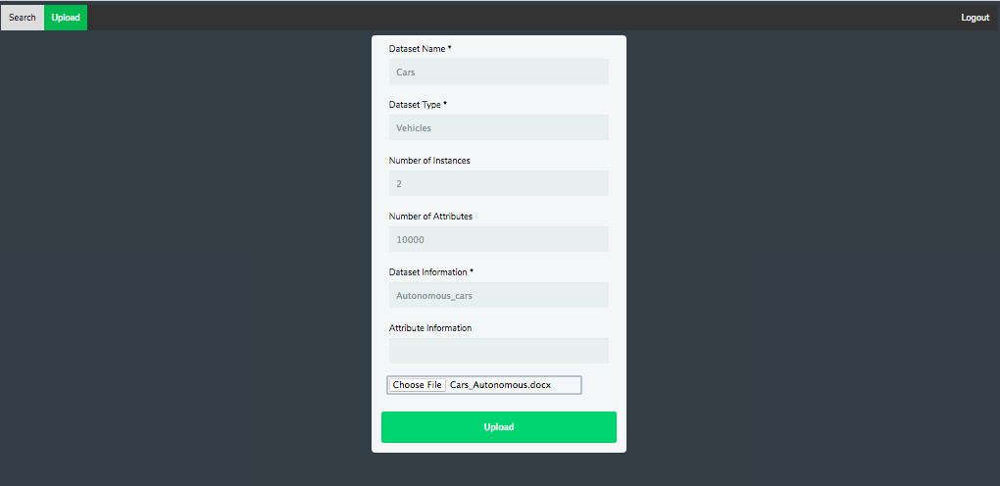 Search Upload Logout
Dataset Name *
Cars
Dataset Type *
Vehicles
Number of Instances
2
Number of Attributes
10000
Dataset Information *
Autonomous_cars
Attribute Information
Choose File Cars_Autonomous.docx
Upload